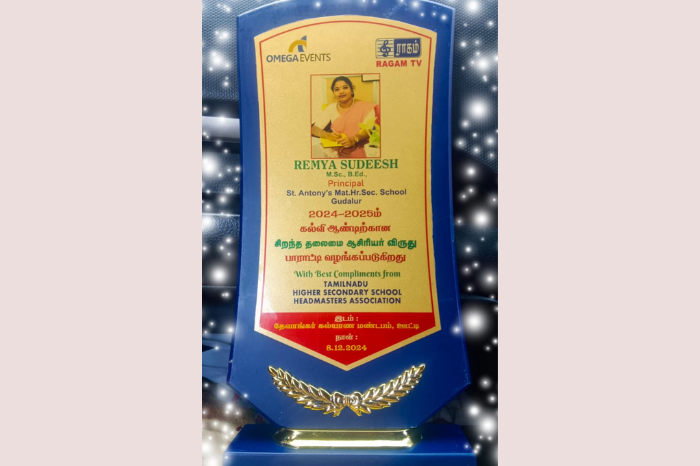 OMEGA EVENTS
ராகம்
RAGAM TV
REMYA SUDEESH
M.Sc., B.Ed.,
Principal
St. Antony's Mat.Hr.Sec. School
Gudalur
2024-2025ம்
கல்வி ஆண்டிற்கான
சிறந்த தலைமை ஆசிரியர் விருது
பாராட்டி வழங்கப்படுகிறது
With Best Compliments from
TAMILNADU
HIGHER SECONDARY SCHOOL
HEADMASTERS ASSOCIATION
இடம் :
தேவாங்கர் கல்யாண மண்டபம், ஊட்டி
நாள் :
8.12.2024